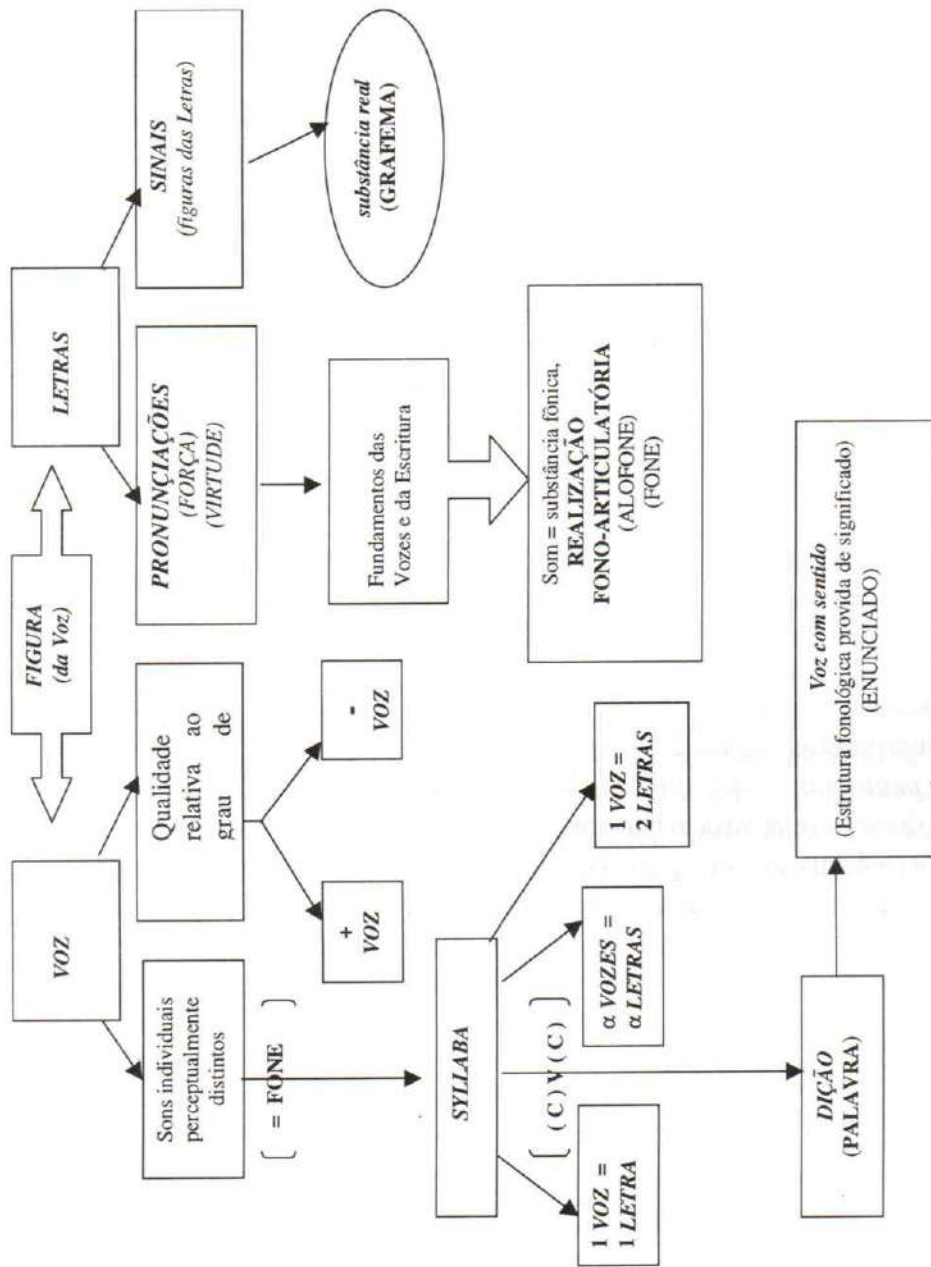 FIGURA
(da Voz)
VOZ
LETRAS
Sons individuais
perceptualmente
distintos
[ = FONE ]
Qualidade
relativa ao
grau de
PRONUNCIAÇÕES
(FORÇA)
(VIRTUDE)
SINAIS
(figuras das Letras)
+
VOZ
-
VOZ
Fundamentos das
Vozes e da Escritura
substância real
(GRAFEMA)
SYLLABA
[ ( C ) V ( C ) ]
Som = substância fônica,
REALIZAÇÃO
FONO-ARTICULATÓRIA
(ALOFONE)
(FONE)
1 VOZ =
1 LETRA
α VOZES =
α LETRAS
1 VOZ =
2 LETRAS
DIÇÃO
(PALAVRA)
Voz com sentido
(Estrutura fonológica provida de significado)
(ENUNCIADO)